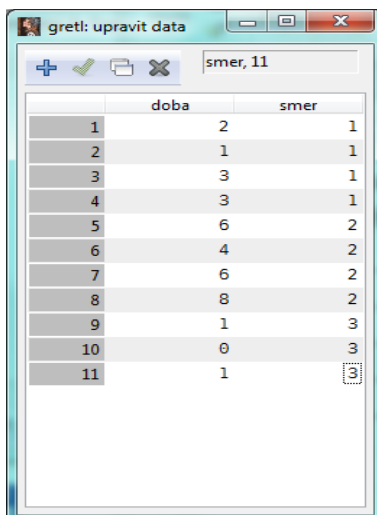 gretl: upravit data
smer, 11
doba smer
1 2 1
2 1 1
3 3 1
4 3 1
5 6 2
6 4 2
7 6 2
8 8 2
9 1 3
10 0 3
11 1 3